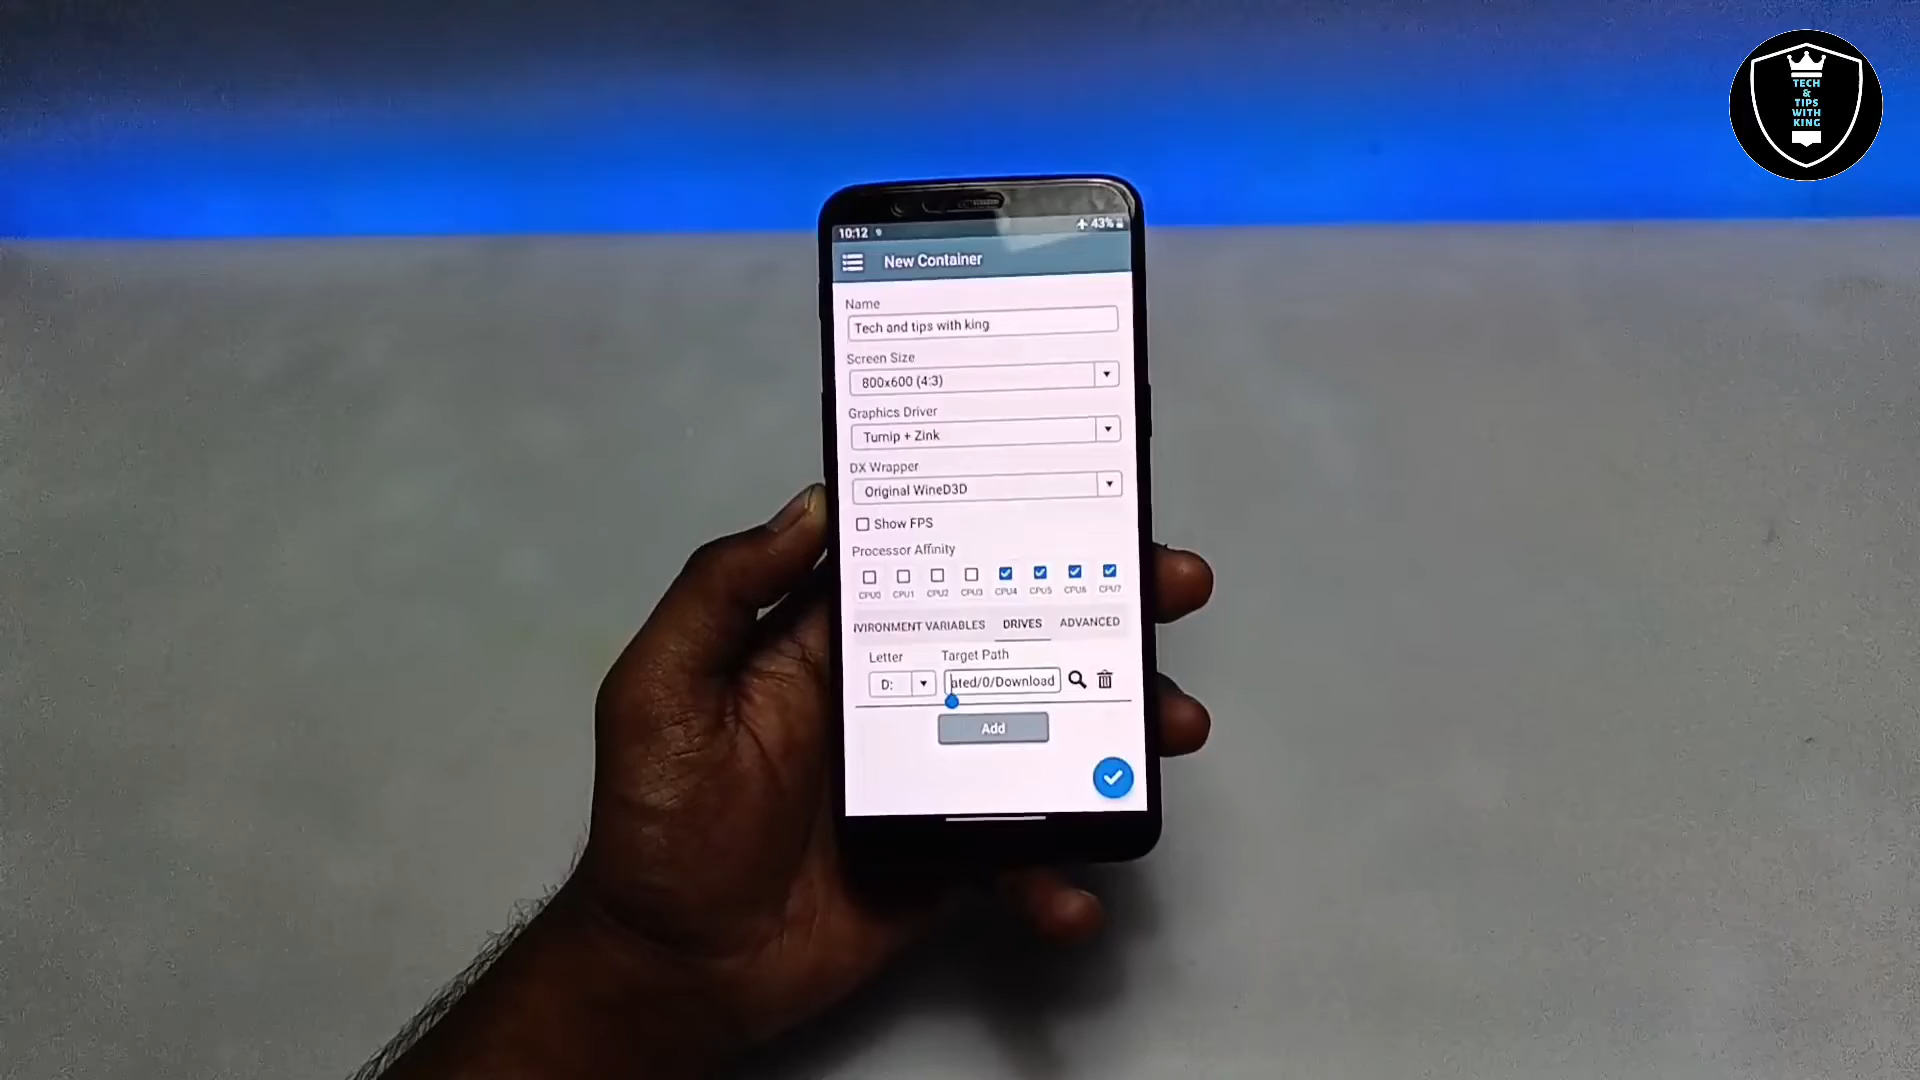 TECH
&
TIPS
WITH
KING
10:12 43%
New Container
Name
Tech and tips with king
Screen Size
800x600 (4:3)
Graphics Driver
Turnip + Zink
DX Wrapper
Original WineD3D
Show FPS
Processor Affinity
CPU0 CPU1 CPU2 CPU3 CPU4 CPU5 CPU6 CPU7
VIRONMENT VARIABLES DRIVES ADVANCED
Letter Target Path
D: ated/0/Download
Add